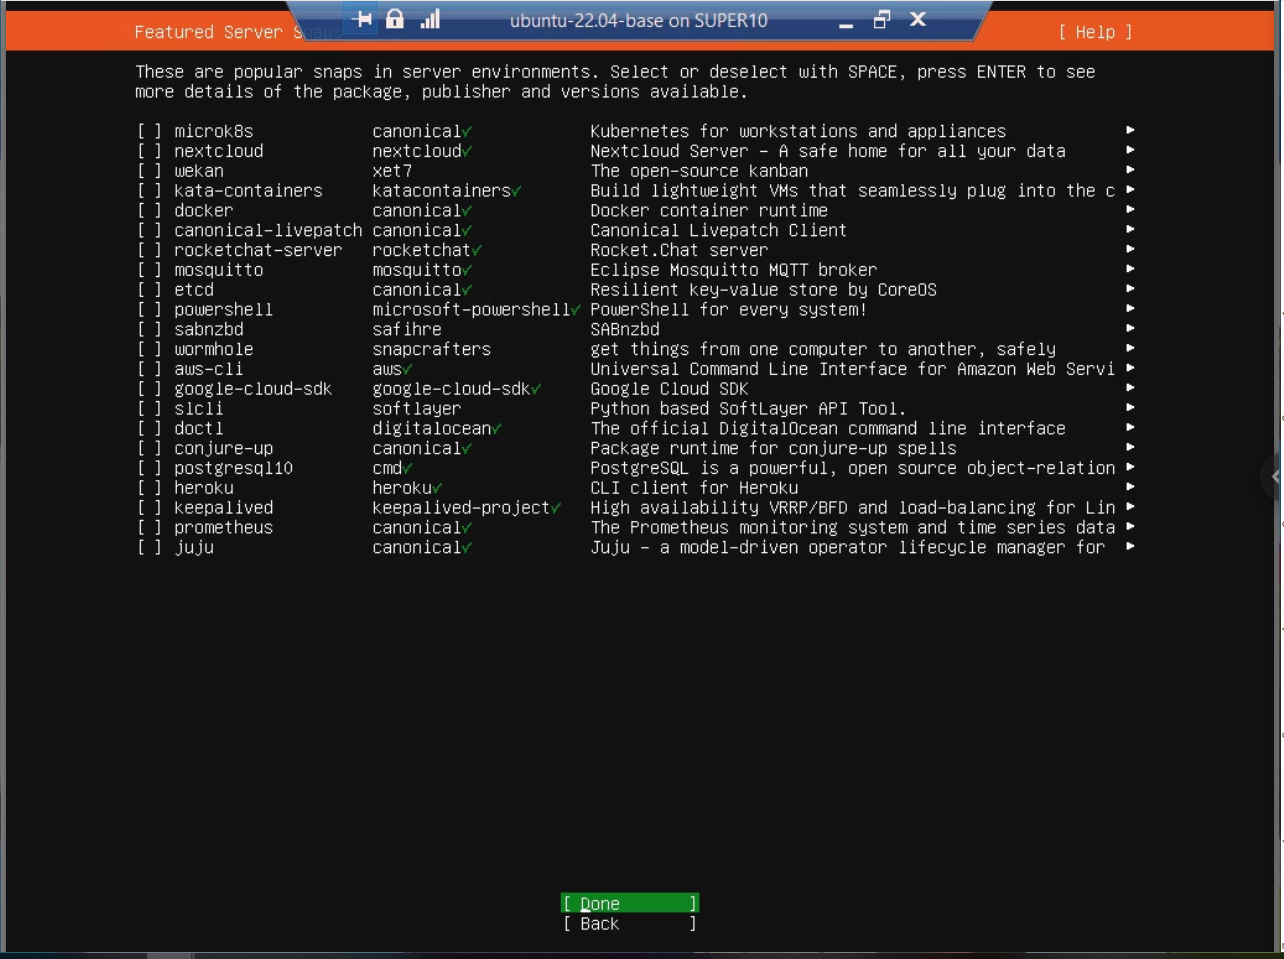 ubuntu-22.04-base on SUPER10
Featured Server Snaps [ Help ]
These are popular snaps in server environments. Select or deselect with SPACE, press ENTER to see
more details of the package, publisher and versions available.
[ ] microk8s canonical✓ Kubernetes for workstations and appliances ▸
[ ] nextcloud nextcloud✓ Nextcloud Server - A safe home for all your data ▸
[ ] wekan xet7 The open-source kanban ▸
[ ] kata-containers katacontainers✓ Build lightweight VMs that seamlessly plug into the c ▸
[ ] docker canonical✓ Docker container runtime ▸
[ ] canonical-livepatch canonical✓ Canonical Livepatch Client ▸
[ ] rocketchat-server rocketchat✓ Rocket.Chat server ▸
[ ] mosquitto mosquitto✓ Eclipse Mosquitto MQTT broker ▸
[ ] etcd canonical✓ Resilient key-value store by CoreOS ▸
[ ] powershell microsoft-powershell✓ PowerShell for every system! ▸
[ ] sabnzbd safihre SABnzbd ▸
[ ] wormhole snapcrafters get things from one computer to another, safely ▸
[ ] aws-cli aws✓ Universal Command Line Interface for Amazon Web Servi ▸
[ ] google-cloud-sdk google-cloud-sdk✓ Google Cloud SDK ▸
[ ] slcli softlayer Python based SoftLayer API Tool. ▸
[ ] doctl digitalocean✓ The official DigitalOcean command line interface ▸
[ ] conjure-up canonical✓ Package runtime for conjure-up spells ▸
[ ] postgresql10 cmd✓ PostgreSQL is a powerful, open source object-relation ▸
[ ] heroku heroku✓ CLI client for Heroku ▸
[ ] keepalived keepalived-project✓ High availability VRRP/BFD and load-balancing for Lin ▸
[ ] prometheus canonical✓ The Prometheus monitoring system and time series data ▸
[ ] juju canonical✓ Juju - a model-driven operator lifecycle manager for ▸
[ Done ]
[ Back ]